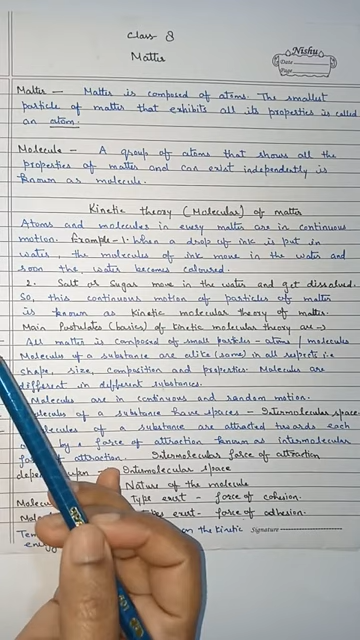 Class 8
Nishu
Matter
Date
Page
Matter — Matter is composed of atoms. The smallest
particle of matter that exhibits all its properties is called
an atom.
Molecule - A group of atoms that shows all the
properties of matter and can exist independently is
known as molecule.
Kinetic theory (Molecular) of matter
Atoms and molecules in every matter are in continuous
motion. Example-1. When a drop of ink is put in
water, the molecules of ink move in the water and
soon the, water becomes coloured.
2. Salt or Sugar move in the water and get dissolved.
So, this continuous motion of particles of matter
is known as kinetic molecular theory of matter.
Main Postulates (basics) of kinetic molecular theory are →
All matter is composed of small particles - atoms / molecules
Molecules of a substance are alike (same) in all respects i.e
shape, size, composition and properties. Molecules are
different in different substances.
Molecules are in continuous and random motion.
Molecules of a substance have spaces - Intermolecular space.
Molecules of a substance are attracted towards each
by a force of attraction known as intermolecular
of attraction. Intermolecular force of attraction
upon Intermolecular space
Nature of the molecule
Type exert - force of cohesion.
exert - force of adhesion.
on the kinetic
Signature
energy